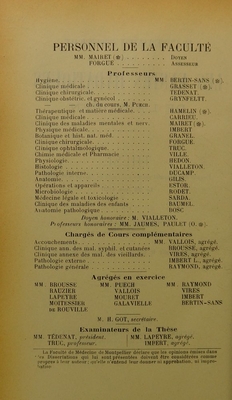 PERSONNEL DE LA FACULTÉ
MM. MAIRET (✻) Doyen
FORGUE Assesseur
Professeurs
Hygiène MM. BERTIN-SANS (✻).
Clinique médicale GRASSET (✻).
Clinique chirurgicale TEDENAT.
Clinique obstétric. et gynécol GRYNFELTT.
— — ch. du cours, M. Puech.
Thérapeutique et matière médicale HAMELIN (✻).
Clinique médicale CARRIEU.
Clinique des maladies mentales et nerv. MAIRET (✻).
Physique médicale IMBERT
Botanique et hist. nat. méd. GRANEL.
Clinique chirurgicale FORGUE.
Clinique ophtalmologique TRUC.
Chimie médicale et Pharmacie VILLE.
Physiologie HEDON.
Histologie VIALLETON.
Pathologie interne DUCAMP
Anatomie GILIS.
Opérations et appareils ESTOR.
Microbiologie RODET.
Médecine légale et toxicologie SARDA.
Clinique des maladies des enfants BAUMEL.
Anatomie pathologique BOSC
Doyen honoraire : M. VIALLETON.
Professeurs honoraires : MM. JAUMES, PAULET (O. ✻).
Chargés de Cours complémentaires
Accouchements MM. VALLOIS, agrégé.
Clinique ann. des mal. syphil. et cutanées BROUSSE, agrégé.
Clinique annexe des mal. des vieillards. VIRES, agrégé.
Pathologie externe IMBERT L., agrégé.
Pathologie générale RAYMOND, agrégé.
Agrégés en exercice
MM. BROUSSE MM. PUECH MM. RAYMOND
RAUZIER VALLOIS VIRES
LAPEYRE MOURET IMBERT
MOITESSIER GALAVIELLE BERTIN-SANS
DE ROUVILLE
M. H. GOT, secrétaire.
Examinateurs de la Thèse
MM. TÉDENAT, président. MM. LAPEYRE, agrégé.
TRUC, professeur. IMBERT, agrégé.
La Faculté de Médecine de Montpellier déclare que les opinions émises dans
les Dissertations qui lui sont présentées doivent être considérées comme
propres à leur auteur ; qu'elle n'entend leur donner ni approbation, ni impro-
bation.